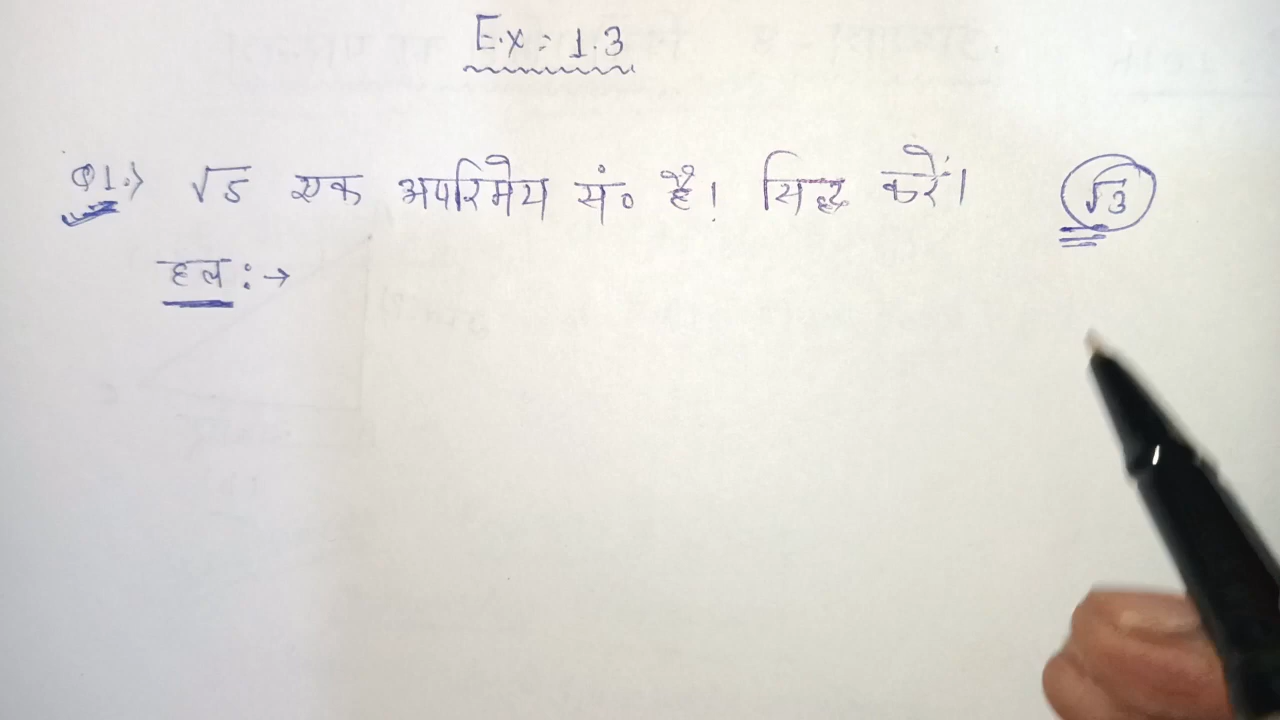 Ex: 1.3
Q1.> √5 एक अपरिमेय सं० है। सिद्ध करें। √3
हल :→